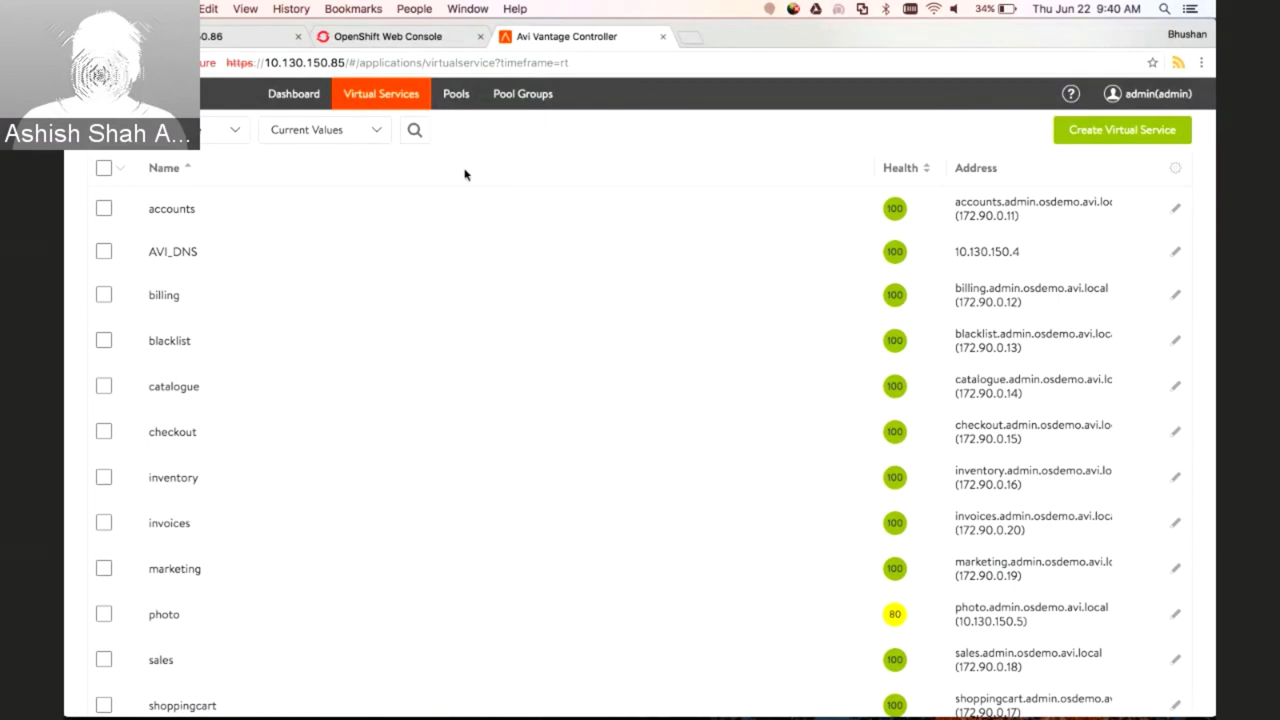 Edit View History Bookmarks People Window Help 34% Thu Jun 22 9:40 AM
0.86 OpenShift Web Console Avi Vantage Controller Bhushan
ure https://10.130.150.85/#/applications/virtualservice?timeframe=rt
Dashboard Virtual Services Pools Pool Groups ? admin(admin)
Ashish Shah A... Current Values Create Virtual Service
Name Health Address
accounts 100 accounts.admin.osdemo.avi.loc
(172.90.0.11)
AVI_DNS 100 10.130.150.4
billing 100 billing.admin.osdemo.avi.local
(172.90.0.12)
blacklist 100 blacklist.admin.osdemo.avi.loc
(172.90.0.13)
catalogue 100 catalogue.admin.osdemo.avi.lc
(172.90.0.14)
checkout 100 checkout.admin.osdemo.avi.lo
(172.90.0.15)
inventory 100 inventory.admin.osdemo.avi.lo
(172.90.0.16)
invoices 100 invoices.admin.osdemo.avi.loc
(172.90.0.20)
marketing 100 marketing.admin.osdemo.avi.lc
(172.90.0.19)
photo 80 photo.admin.osdemo.avi.local
(10.130.150.5)
sales 100 sales.admin.osdemo.avi.local
(172.90.0.18)
shoppingcart 100 shoppingcart.admin.osdemo.a
(172.90.0.17)